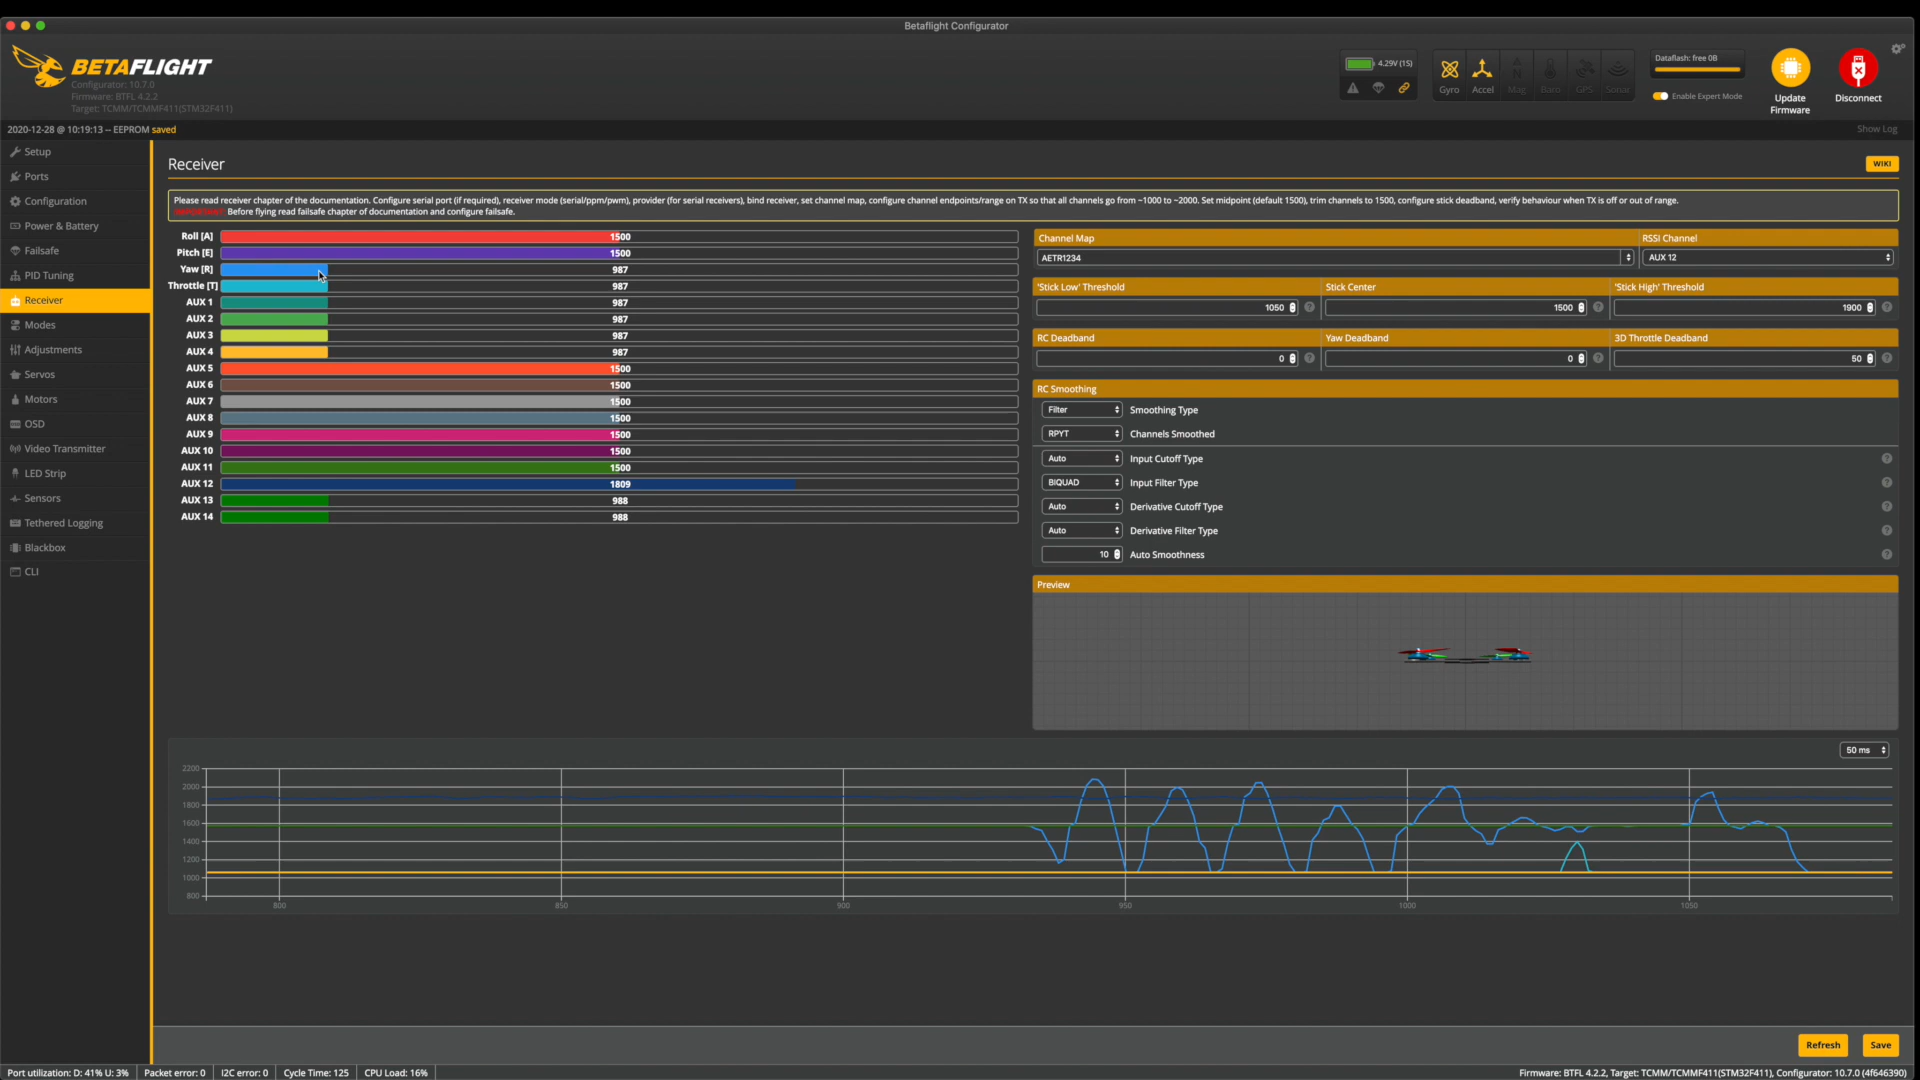 Betaflight Configurator
BETAFLIGHT
Configurator: 10.7.0
Firmware: BTFL 4.2.2
Target: TCMM/TCMMF411(STM32F411)
4.29V (1S)
Gyro
Accel
Mag
Baro
GPS
Sonar
Dataflash: free 0B
Enable Expert Mode
Update
Firmware
Disconnect
2020-12-28 @ 10:19:13 -- EEPROM saved
Show Log
Setup
Ports
Configuration
Power & Battery
Failsafe
PID Tuning
Receiver
Modes
Adjustments
Servos
Motors
OSD
Video Transmitter
LED Strip
Sensors
Tethered Logging
Blackbox
CLI
Receiver
WIKI
Please read receiver chapter of the documentation. Configure serial port (if required), receiver mode (serial/ppm/pwm), provider (for serial receivers), bind receiver, set channel map, configure channel endpoints/range on TX so that all channels go from ~1000 to ~2000. Set midpoint (default 1500), trim channels to 1500, configure stick deadband, verify behaviour when TX is off or out of range.
IMPORTANT: Before flying read failsafe chapter of documentation and configure failsafe.
Roll [A] 1500
Pitch [E] 1500
Yaw [R] 987
Throttle [T] 987
AUX 1 987
AUX 2 987
AUX 3 987
AUX 4 987
AUX 5 1500
AUX 6 1500
AUX 7 1500
AUX 8 1500
AUX 9 1500
AUX 10 1500
AUX 11 1500
AUX 12 1809
AUX 13 988
AUX 14 988
Channel Map
RSSI Channel
AETR1234
AUX 12
'Stick Low' Threshold
Stick Center
'Stick High' Threshold
1050
1500
1900
RC Deadband
Yaw Deadband
3D Throttle Deadband
0
0
50
RC Smoothing
Filter Smoothing Type
RPYT Channels Smoothed
Auto Input Cutoff Type
BIQUAD Input Filter Type
Auto Derivative Cutoff Type
Auto Derivative Filter Type
10 Auto Smoothness
Preview
50 ms
2200
2000
1800
1600
1400
1200
1000
800
800 850 900 950 1000 1050
Refresh
Save
Port utilization: D: 41% U: 3%
Packet error: 0
I2C error: 0
Cycle Time: 125
CPU Load: 16%
Firmware: BTFL 4.2.2, Target: TCMM/TCMMF411(STM32F411), Configurator: 10.7.0 (4f646390)